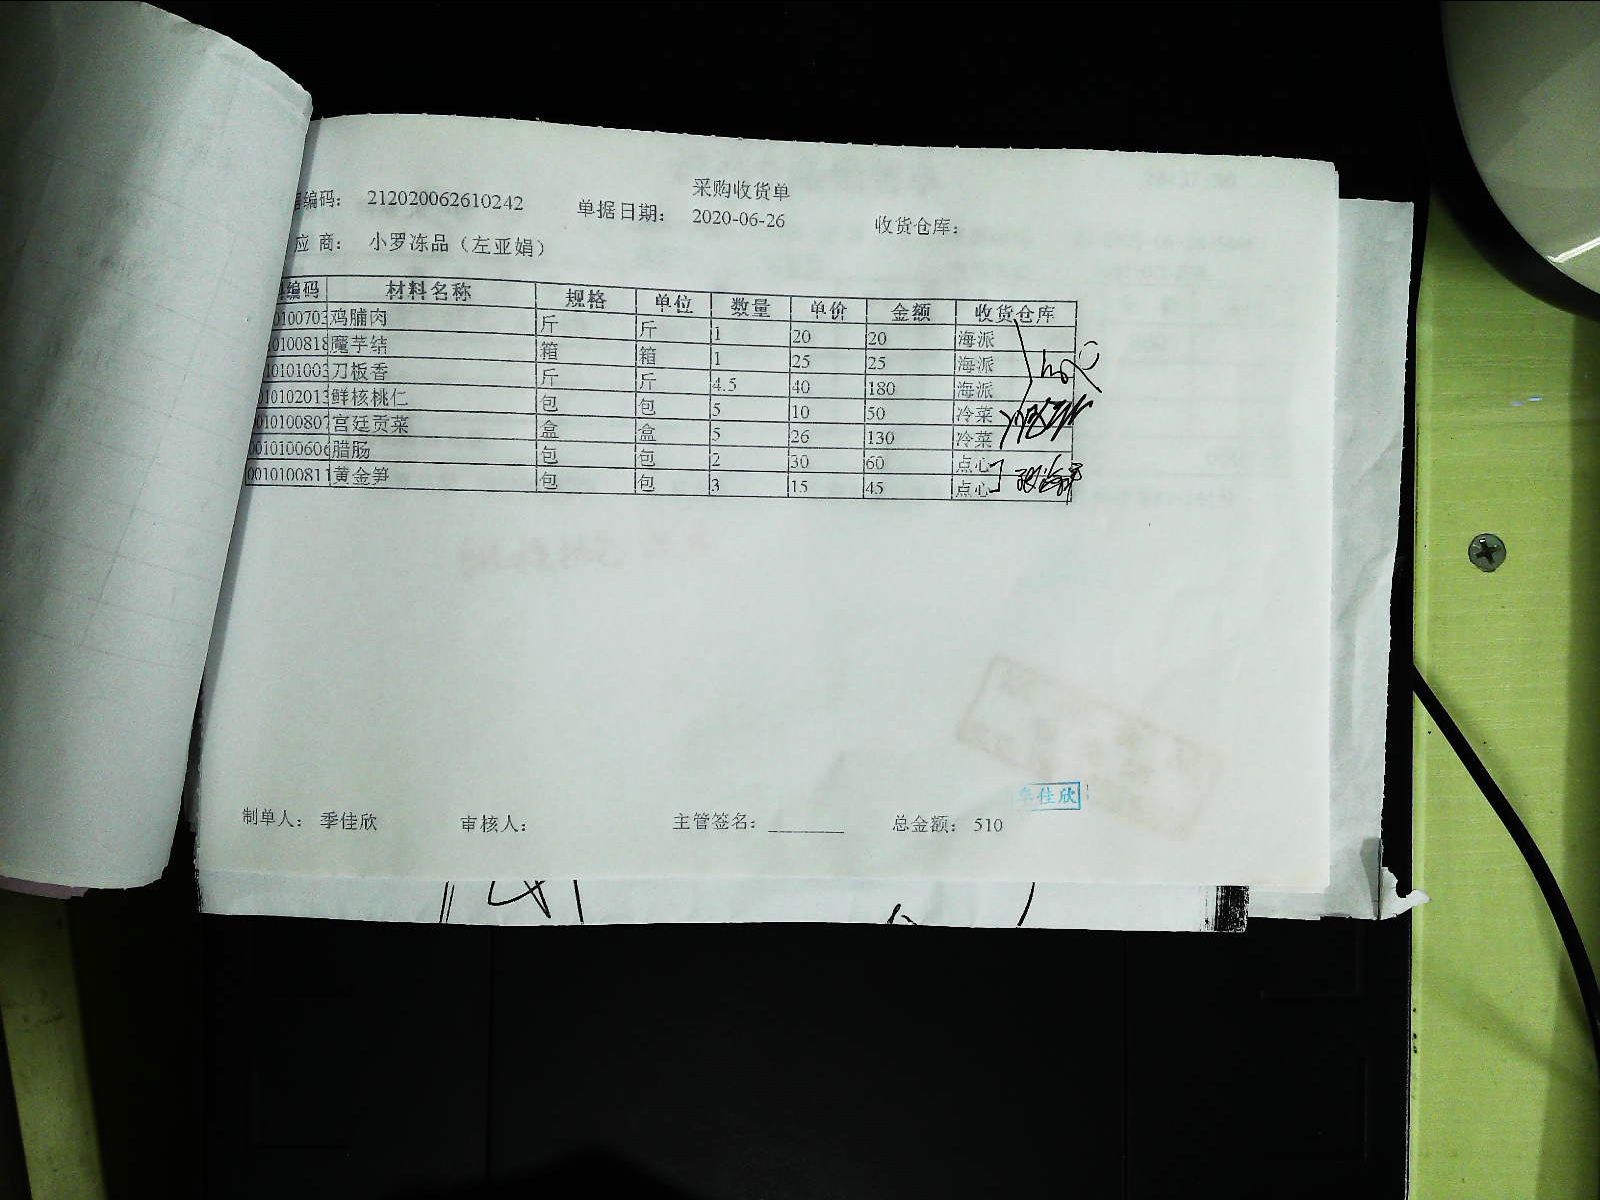 采购收货单
编码： 212020062610242 单据日期： 2020-06-26 收货仓库：
应 商： 小罗冻品（左亚娟）
编码 材料名称 规格 单位 数量 单价 金额 收货仓库
0100703 鸡脯肉 斤 斤 1 20 20 海派
0100818 魔芋结 箱 箱 1 25 25 海派
10101003 刀板香 斤 斤 4.5 40 180 海派
0102013 鲜核桃仁 包 包 5 10 50 冷菜
010100807 宫廷贡菜 盒 盒 5 26 130 冷菜
0010100606 腊肠 包 包 2 30 60 点心
0010100811 黄金笋 包 包 3 15 45 点心
季佳欣
制单人： 季佳欣 审核人： 主管签名：________ 总金额： 510